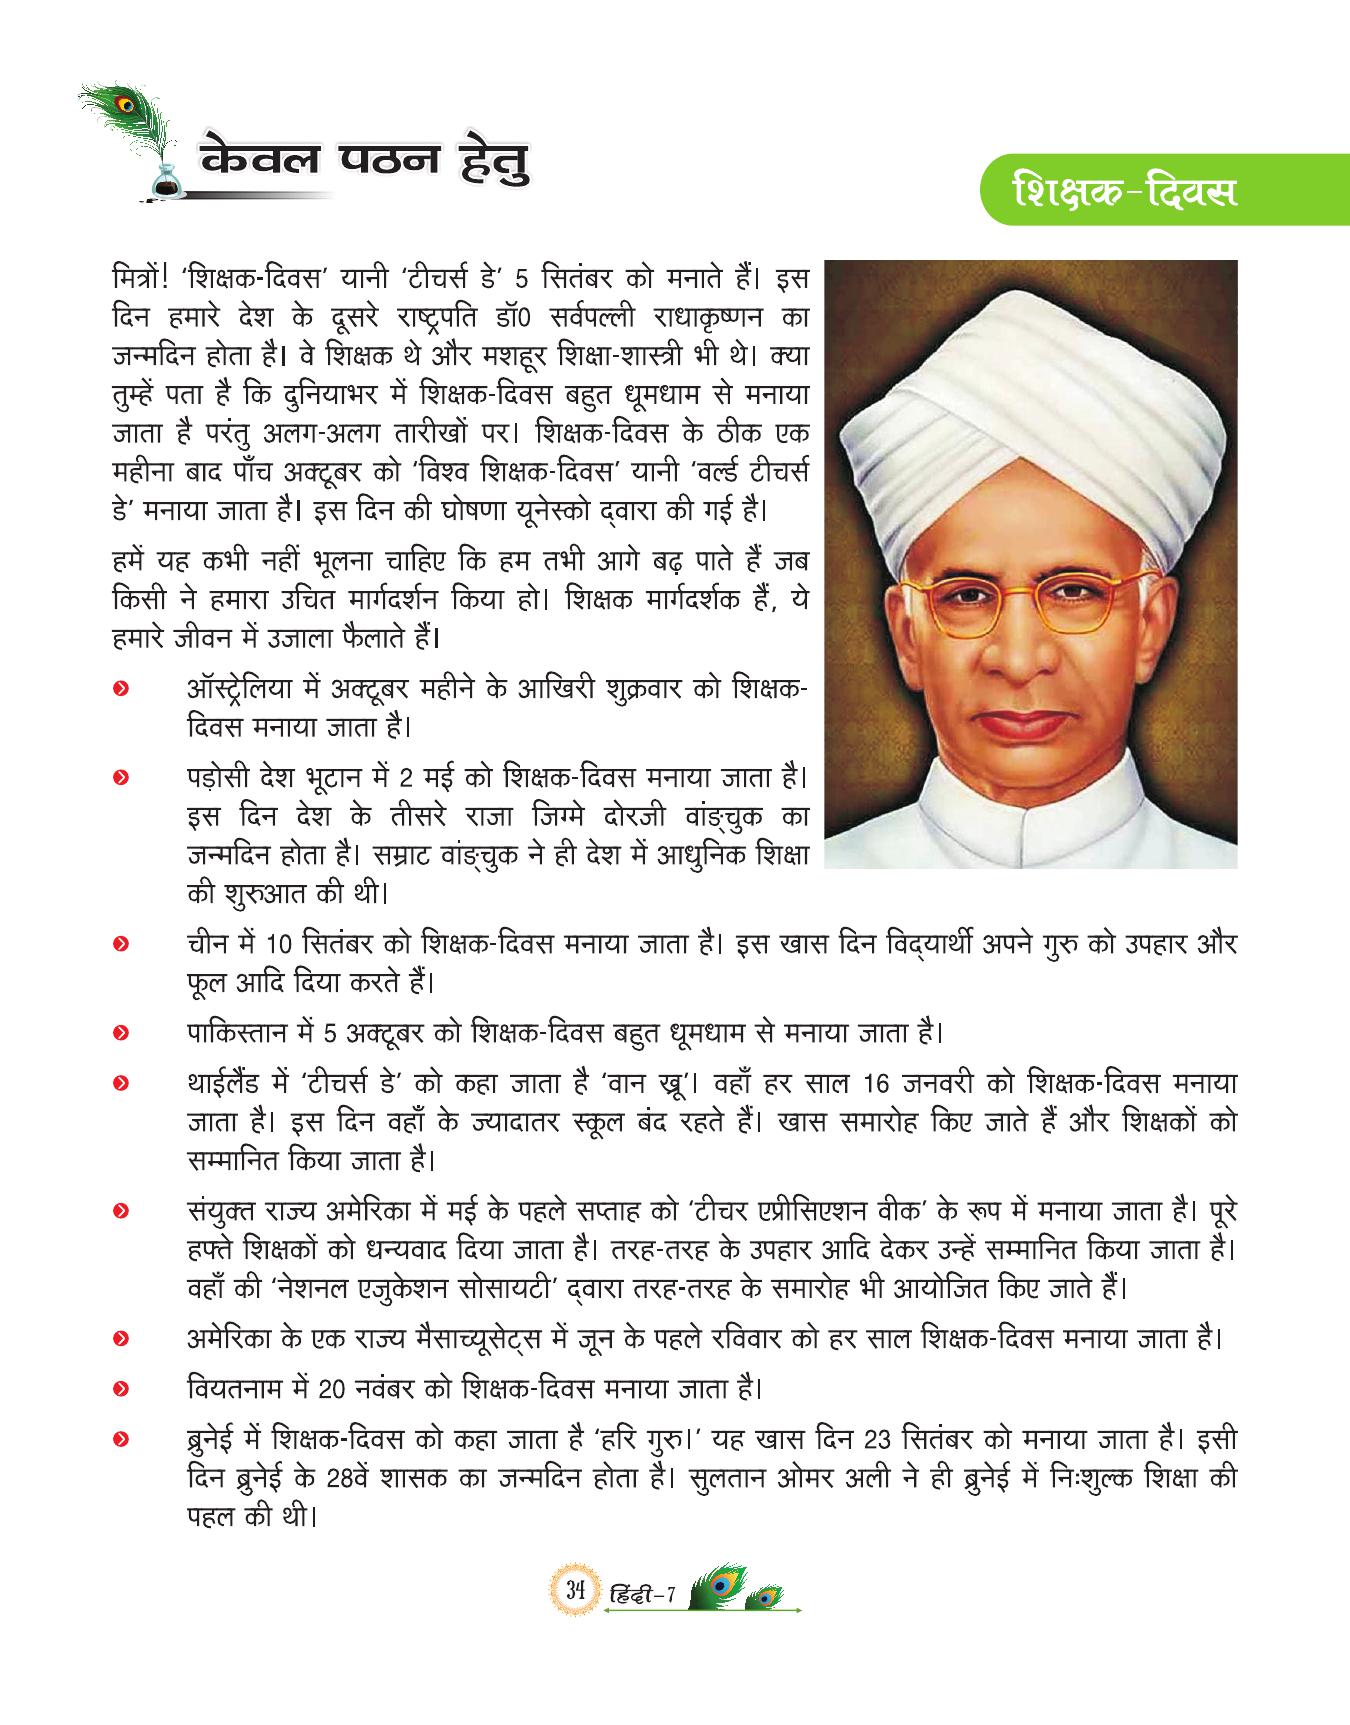 केवल पठन हेतु
शिक्षक-दिवस
मित्रों! ‘शिक्षक-दिवस’ यानी ‘टीचर्स डे’ 5 सितंबर को मनाते हैं। इस
दिन हमारे देश के दूसरे राष्ट्रपति डॉ0 सर्वपल्ली राधाकृष्णन का
जन्मदिन होता है। वे शिक्षक थे और मशहूर शिक्षा-शास्त्री भी थे। क्या
तुम्हें पता है कि दुनियाभर में शिक्षक-दिवस बहुत धूमधाम से मनाया
जाता है परंतु अलग-अलग तारीखों पर। शिक्षक-दिवस के ठीक एक
महीना बाद पाँच अक्टूबर को ‘विश्व शिक्षक-दिवस’ यानी ‘वर्ल्ड टीचर्स
डे’ मनाया जाता है। इस दिन की घोषणा यूनेस्को द्वारा की गई है।
हमें यह कभी नहीं भूलना चाहिए कि हम तभी आगे बढ़ पाते हैं जब
किसी ने हमारा उचित मार्गदर्शन किया हो। शिक्षक मार्गदर्शक हैं, ये
हमारे जीवन में उजाला फैलाते हैं।
ऑस्ट्रेलिया में अक्टूबर महीने के आखिरी शुक्रवार को शिक्षक-
दिवस मनाया जाता है।
पड़ोसी देश भूटान में 2 मई को शिक्षक-दिवस मनाया जाता है।
इस दिन देश के तीसरे राजा जिग्मे दोरजी वांङ्चुक का
जन्मदिन होता है। सम्राट वांङ्चुक ने ही देश में आधुनिक शिक्षा
की शुरुआत की थी।
चीन में 10 सितंबर को शिक्षक-दिवस मनाया जाता है। इस खास दिन विद्यार्थी अपने गुरु को उपहार और
फूल आदि दिया करते हैं।
पाकिस्तान में 5 अक्टूबर को शिक्षक-दिवस बहुत धूमधाम से मनाया जाता है।
थाईलैंड में ‘टीचर्स डे’ को कहा जाता है ‘वान ख्रू’। वहाँ हर साल 16 जनवरी को शिक्षक-दिवस मनाया
जाता है। इस दिन वहाँ के ज्यादातर स्कूल बंद रहते हैं। खास समारोह किए जाते हैं और शिक्षकों को
सम्मानित किया जाता है।
संयुक्त राज्य अमेरिका में मई के पहले सप्ताह को ‘टीचर एप्रीसिएशन वीक’ के रूप में मनाया जाता है। पूरे
हफ्ते शिक्षकों को धन्यवाद दिया जाता है। तरह-तरह के उपहार आदि देकर उन्हें सम्मानित किया जाता है।
वहाँ की ‘नेशनल एजुकेशन सोसायटी’ द्वारा तरह-तरह के समारोह भी आयोजित किए जाते हैं।
अमेरिका के एक राज्य मैसाच्यूसेट्स में जून के पहले रविवार को हर साल शिक्षक-दिवस मनाया जाता है।
वियतनाम में 20 नवंबर को शिक्षक-दिवस मनाया जाता है।
ब्रुनेई में शिक्षक-दिवस को कहा जाता है ‘हरि गुरु।’ यह खास दिन 23 सितंबर को मनाया जाता है। इसी
दिन ब्रुनेई के 28वें शासक का जन्मदिन होता है। सुलतान ओमर अली ने ही ब्रुनेई में निःशुल्क शिक्षा की
पहल की थी।
34 हिंदी-7